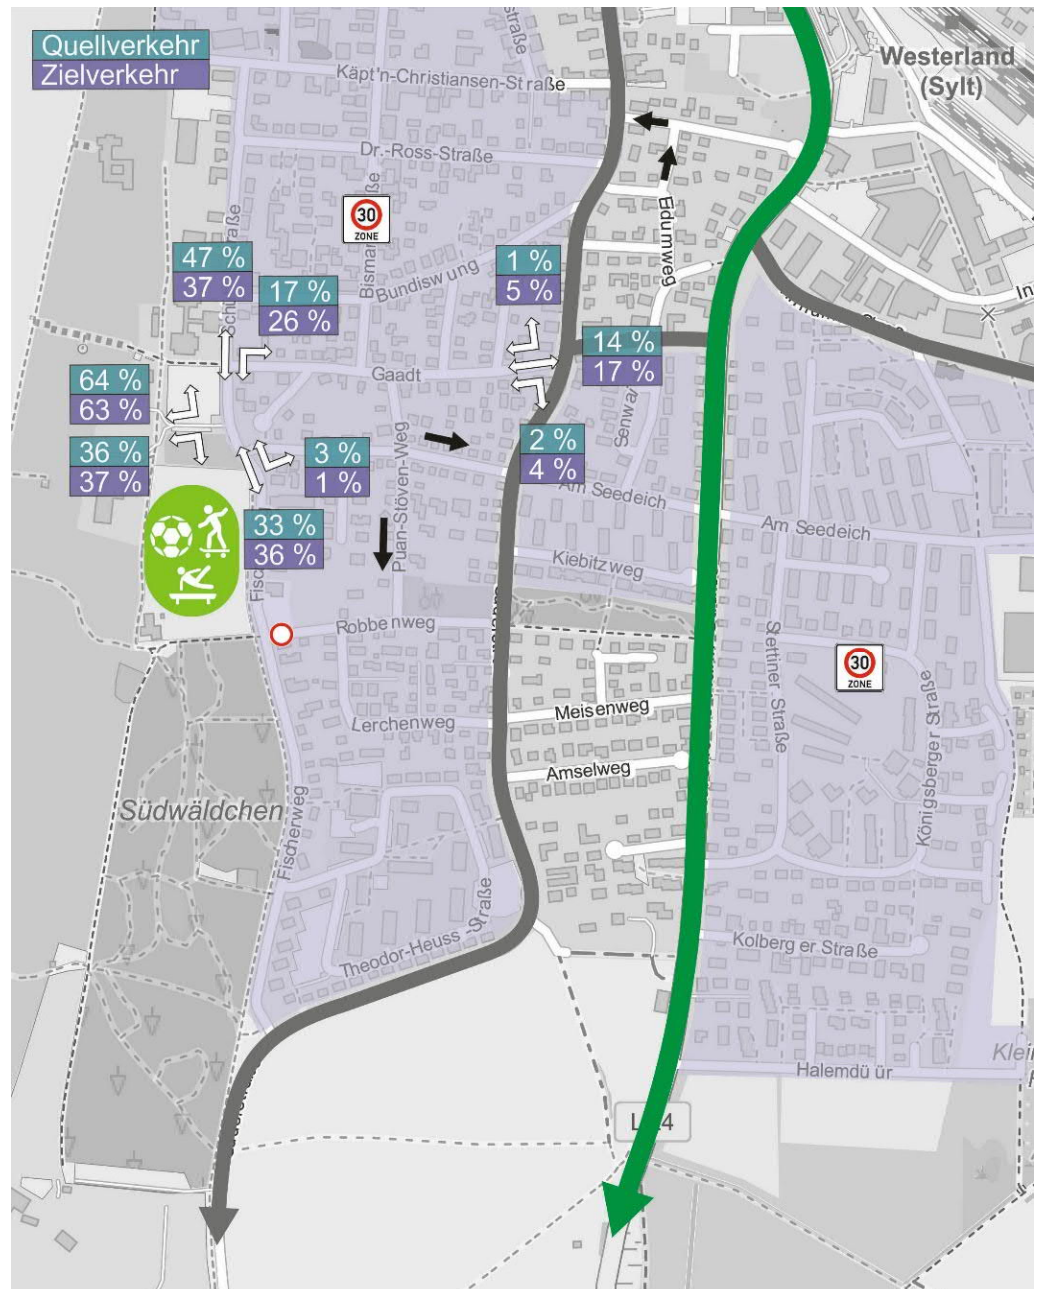 Quellverkehr
Zielverkehr
Westerland
(Sylt)
Käpt'n-Christiansen-Straße
Dr.-Ross-Straße
30
ZONE
Edumweg
Bundiswung
47 %
37 %
17 %
26 %
1 %
5 %
14 %
17 %
Gaadt
64 %
63 %
36 %
37 %
3 %
1 %
2 %
4 %
33 %
36 %
Puan-Stöven-Weg
Am Seedeich
Am Seedeich
Kiebitzweg
Robbenweg
Stettiner Straße
30
ZONE
Königsberger Straße
Meisenweg
Lerchenweg
Amselweg
Südwäldchen
Fischerweg
Theodor-Heuss-Straße
Kolberger Straße
Halemdüür